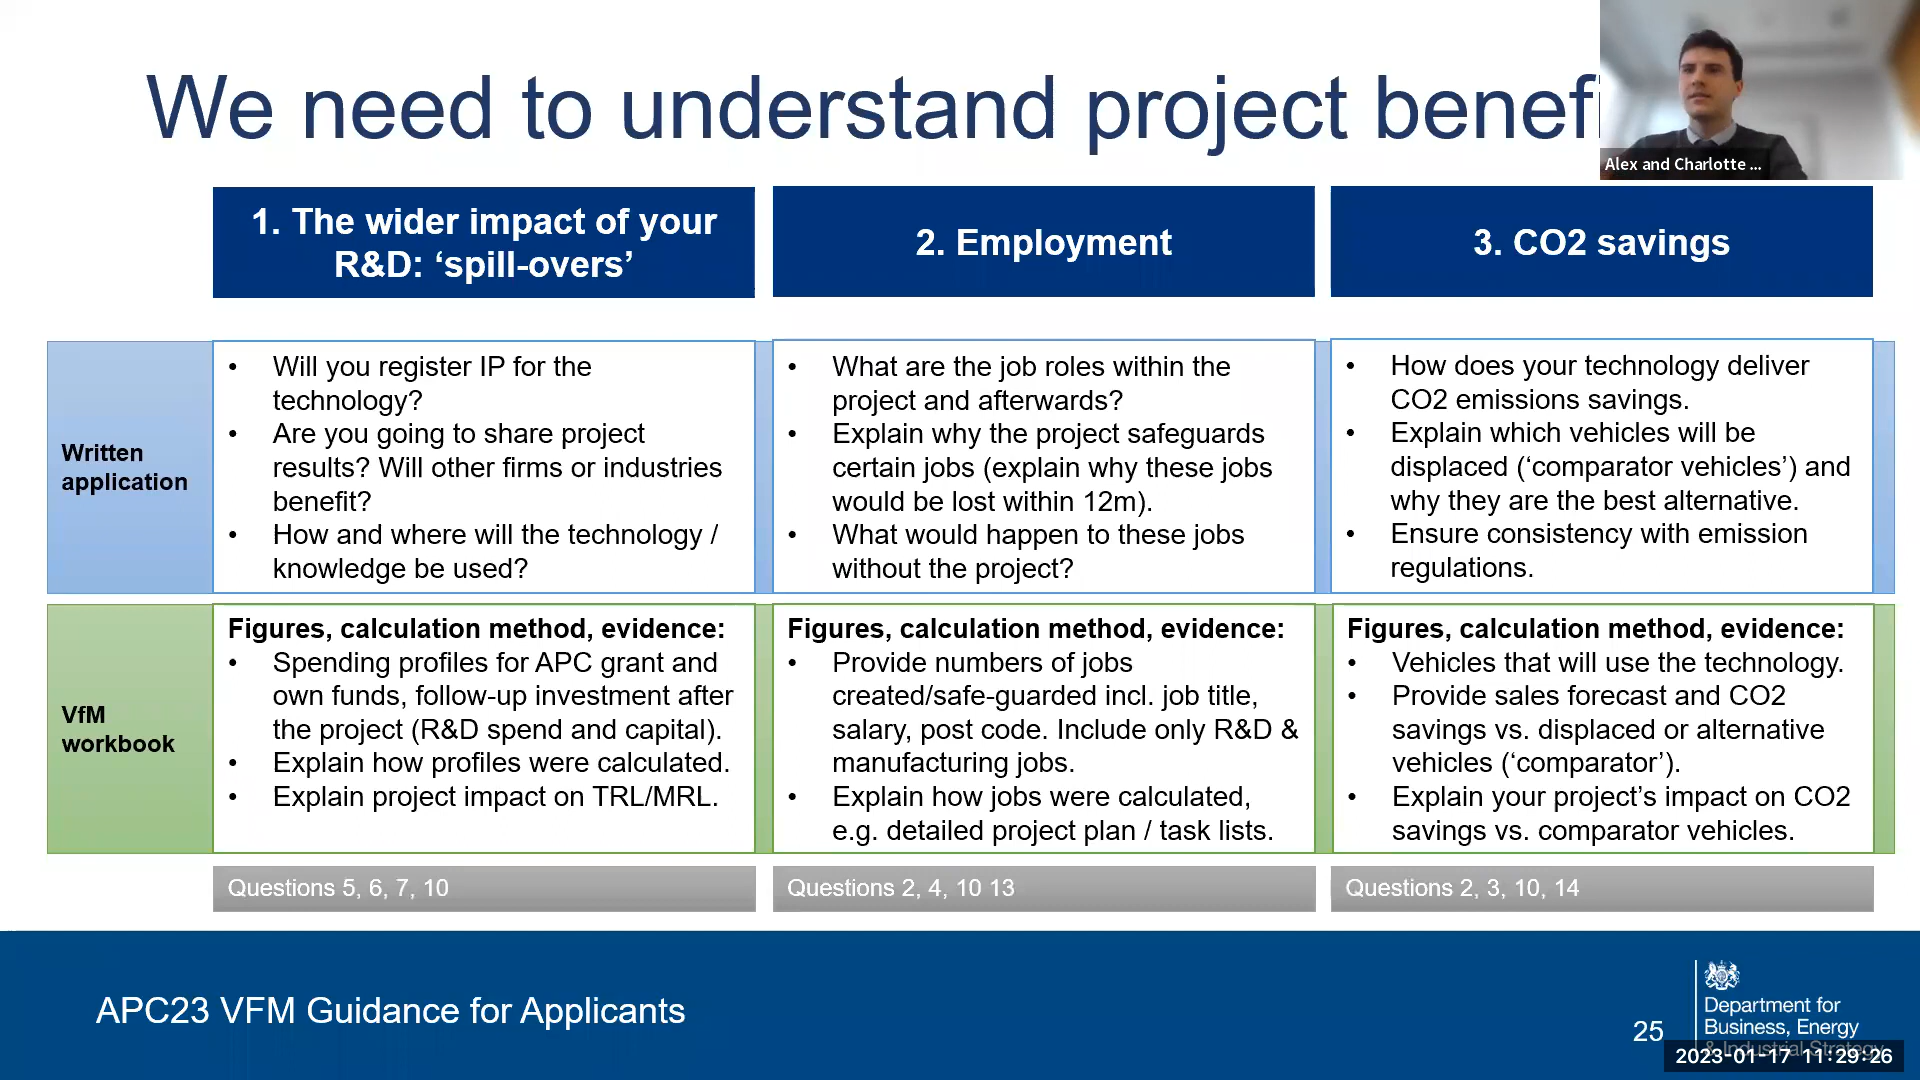 We need to understand project benefi
Alex and Charlotte ...
1. The wider impact of your
R&D: ‘spill-overs’
2. Employment
3. CO2 savings
Written
application
• Will you register IP for the
technology?
• Are you going to share project
results? Will other firms or industries
benefit?
• How and where will the technology /
knowledge be used?
• What are the job roles within the
project and afterwards?
• Explain why the project safeguards
certain jobs (explain why these jobs
would be lost within 12m).
• What would happen to these jobs
without the project?
• How does your technology deliver
CO2 emissions savings.
• Explain which vehicles will be
displaced (‘comparator vehicles’) and
why they are the best alternative.
• Ensure consistency with emission
regulations.
VfM
workbook
Figures, calculation method, evidence:
• Spending profiles for APC grant and
own funds, follow-up investment after
the project (R&D spend and capital).
• Explain how profiles were calculated.
• Explain project impact on TRL/MRL.
Figures, calculation method, evidence:
• Provide numbers of jobs
created/safe-guarded incl. job title,
salary, post code. Include only R&D &
manufacturing jobs.
• Explain how jobs were calculated,
e.g. detailed project plan / task lists.
Figures, calculation method, evidence:
• Vehicles that will use the technology.
• Provide sales forecast and CO2
savings vs. displaced or alternative
vehicles (‘comparator’).
• Explain your project’s impact on CO2
savings vs. comparator vehicles.
Questions 5, 6, 7, 10
Questions 2, 4, 10 13
Questions 2, 3, 10, 14
APC23 VFM Guidance for Applicants
25
Department for
Business, Energy
& Industrial Strategy
2023-01-17 11:29:26